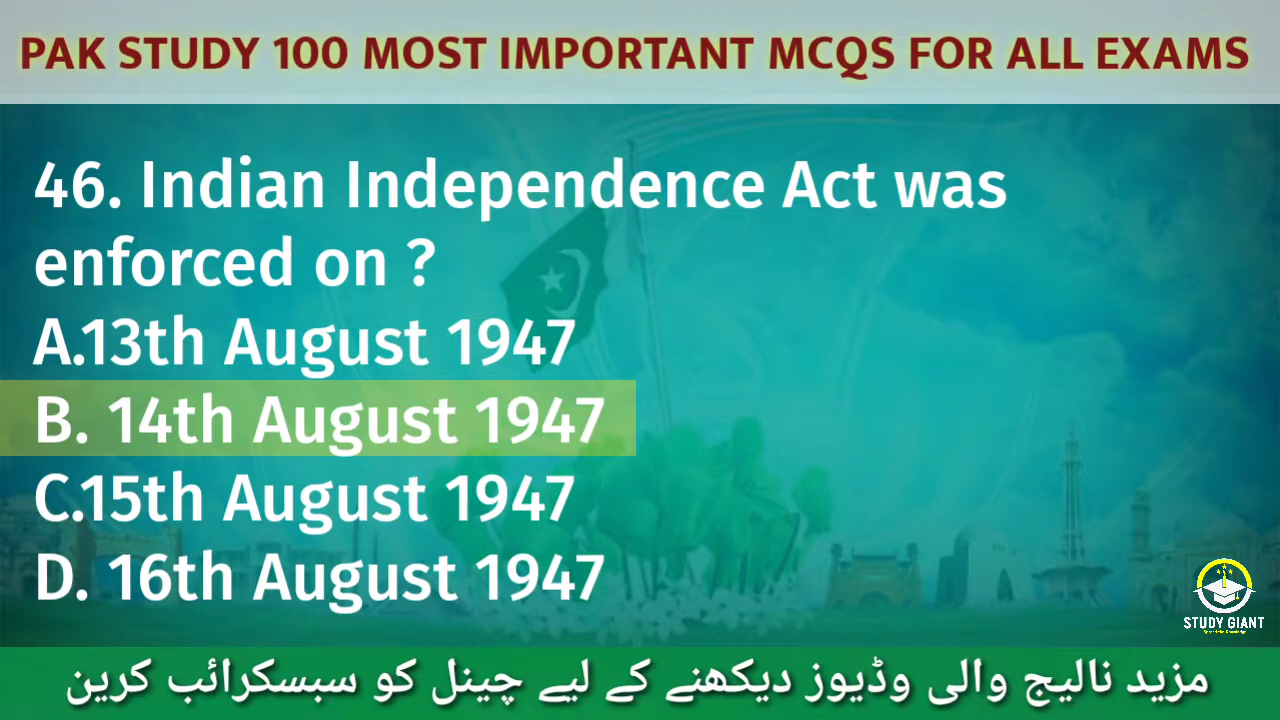 PAK STUDY 100 MOST IMPORTANT MCQS FOR ALL EXAMS
46. Indian Independence Act was
enforced on ?
A.13th August 1947
B. 14th August 1947
C.15th August 1947
D. 16th August 1947
STUDY GIANT
مزید نالیج والی وڈیوز دیکھنے کے لیے چینل کو سبسکرائب کریں